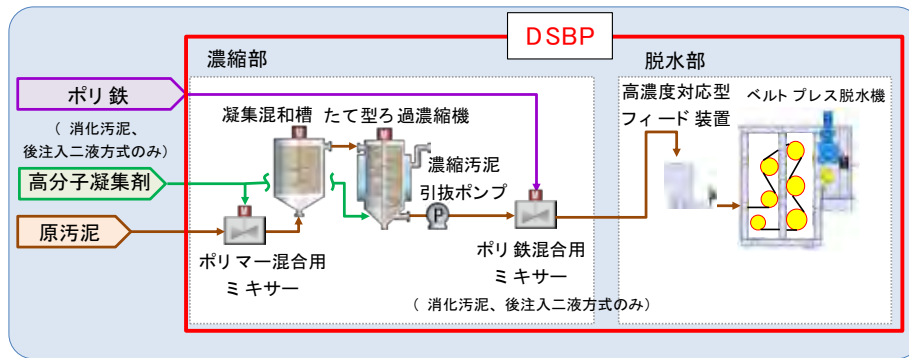 DSBP
濃縮部
脱水部
ポリ鉄
（消化汚泥、
後注入二液方式のみ）
高分子凝集剤
原汚泥
凝集混和槽
たて型ろ過濃縮機
濃縮汚泥
引抜ポンプ
P
ポリマー混合用
ミキサー
ポリ鉄混合用
ミキサー
（消化汚泥、後注入二液方式のみ）
高濃度対応型
フィード装置
ベルトプレス脱水機